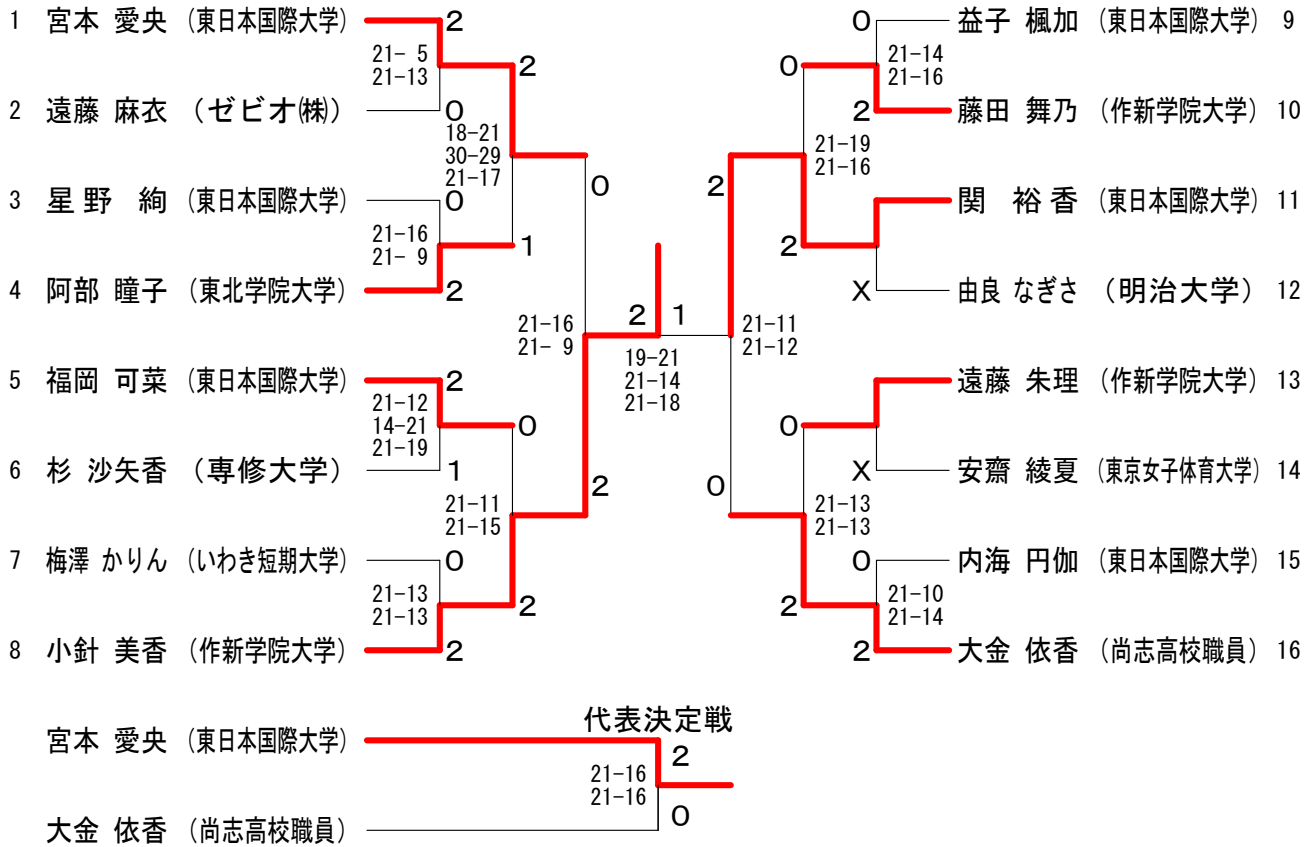 1 宮本 愛央 (東日本国際大学) 2
21- 5
21-13
2
2 遠藤 麻衣 (ゼビオ㈱) 0
18-21
30-29
21-17
0
3 星野 絢 (東日本国際大学) 0
21-16
21- 9
1
4 阿部 瞳子 (東北学院大学) 2
21-16
21- 9
5 福岡 可菜 (東日本国際大学) 2
21-12
14-21
21-19
0
6 杉 沙矢香 (専修大学) 1
21-11
21-15
2
7 梅澤 かりん (いわき短期大学) 0
21-13
21-13
2
8 小針 美香 (作新学院大学) 2
2 1
19-21
21-14
21-18
0 益子 楓加 (東日本国際大学) 9
21-14
21-16
0
2 藤田 舞乃 (作新学院大学) 10
21-19
21-16
2
関 裕香 (東日本国際大学) 11
2
X 由良 なぎさ (明治大学) 12
21-11
21-12
遠藤 朱理 (作新学院大学) 13
0
X 安齋 綾夏 (東京女子体育大学) 14
0
21-13
21-13
0 内海 円伽 (東日本国際大学) 15
21-10
21-14
2
2 大金 依香 (尚志高校職員) 16
代表決定戦
宮本 愛央 (東日本国際大学) 2
21-16
21-16
大金 依香 (尚志高校職員) 0